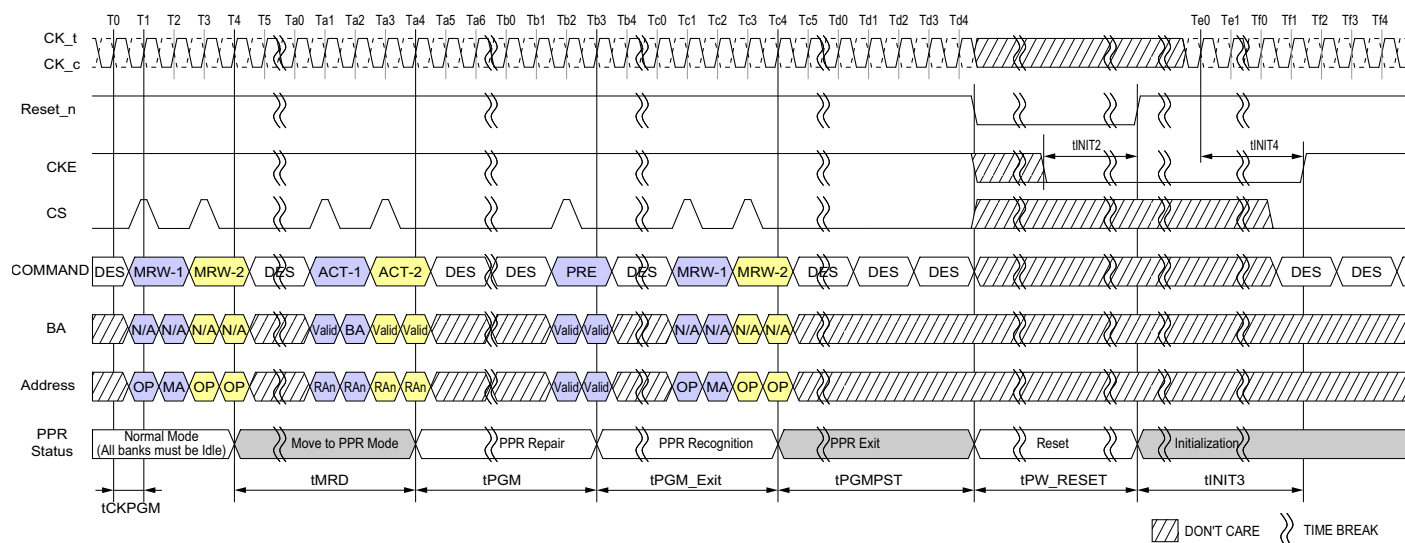 T0 T1 T2 T3 T4 T5 Ta0 Ta1 Ta2 Ta3 Ta4 Ta5 Ta6 Tb0 Tb1 Tb2 Tb3 Tb4 Tc0 Tc1 Tc2 Tc3 Tc4 Tc5 Td0 Td1 Td2 Td3 Td4 Te0 Te1 Tf0 Tf1 Tf2 Tf3 Tf4
CK_t
CK_c
Reset_n
tINIT2 tINIT4
CKE
CS
COMMAND DES MRW-1 MRW-2 DES ACT-1 ACT-2 DES DES PRE DES MRW-1 MRW-2 DES DES DES DES DES
BA N/A N/A N/A N/A Valid BA Valid Valid Valid Valid N/A N/A N/A N/A
Address OP MA OP OP RAn RAn RAn RAn Valid Valid OP MA OP OP
PPR
Status
Normal Mode
(All banks must be Idle)
Move to PPR Mode PPR Repair PPR Recognition PPR Exit Reset Initialization
tMRD tPGM tPGM_Exit tPGMPST tPW_RESET tINIT3
tCKPGM
DON'T CARE TIME BREAK